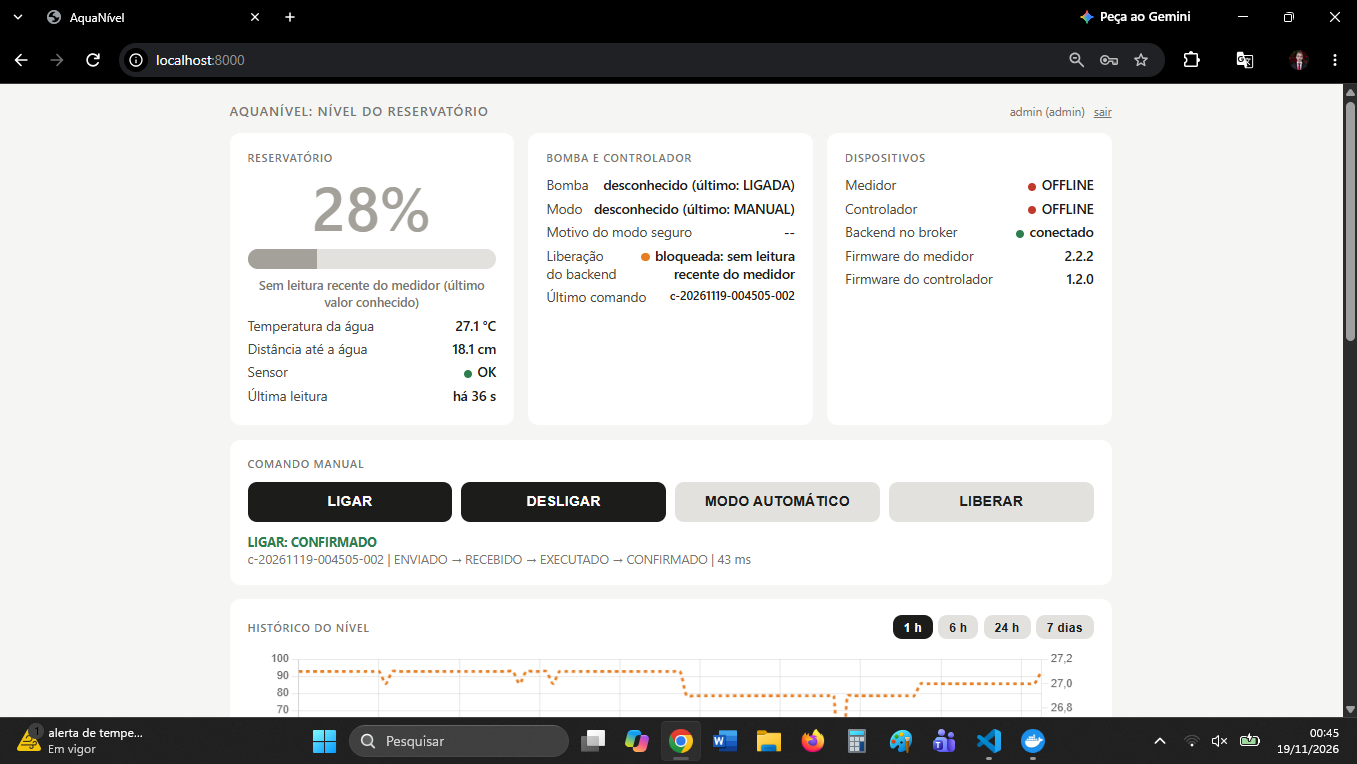 AquaNível
Peça ao Gemini
localhost:8000
AQUANÍVEL: NÍVEL DO RESERVATÓRIO
admin (admin) sair
RESERVATÓRIO
28%
Sem leitura recente do medidor (último
valor conhecido)
Temperatura da água 27.1 °C
Distância até a água 18.1 cm
Sensor OK
Última leitura há 36 s
BOMBA E CONTROLADOR
Bomba desconhecido (último: LIGADA)
Modo desconhecido (último: MANUAL)
Motivo do modo seguro --
Liberação bloqueada: sem leitura
do backend recente do medidor
Último comando c-20261119-004505-002
DISPOSITIVOS
Medidor OFFLINE
Controlador OFFLINE
Backend no broker conectado
Firmware do medidor 2.2.2
Firmware do controlador 1.2.0
COMANDO MANUAL
LIGAR DESLIGAR MODO AUTOMÁTICO LIBERAR
LIGAR: CONFIRMADO
c-20261119-004505-002 | ENVIADO → RECEBIDO → EXECUTADO → CONFIRMADO | 43 ms
HISTÓRICO DO NÍVEL
1 h 6 h 24 h 7 dias
100 27,2
90 27,0
80
70 26,8
1
alerta de tempe...
Em vigor
Pesquisar
00:45
19/11/2026